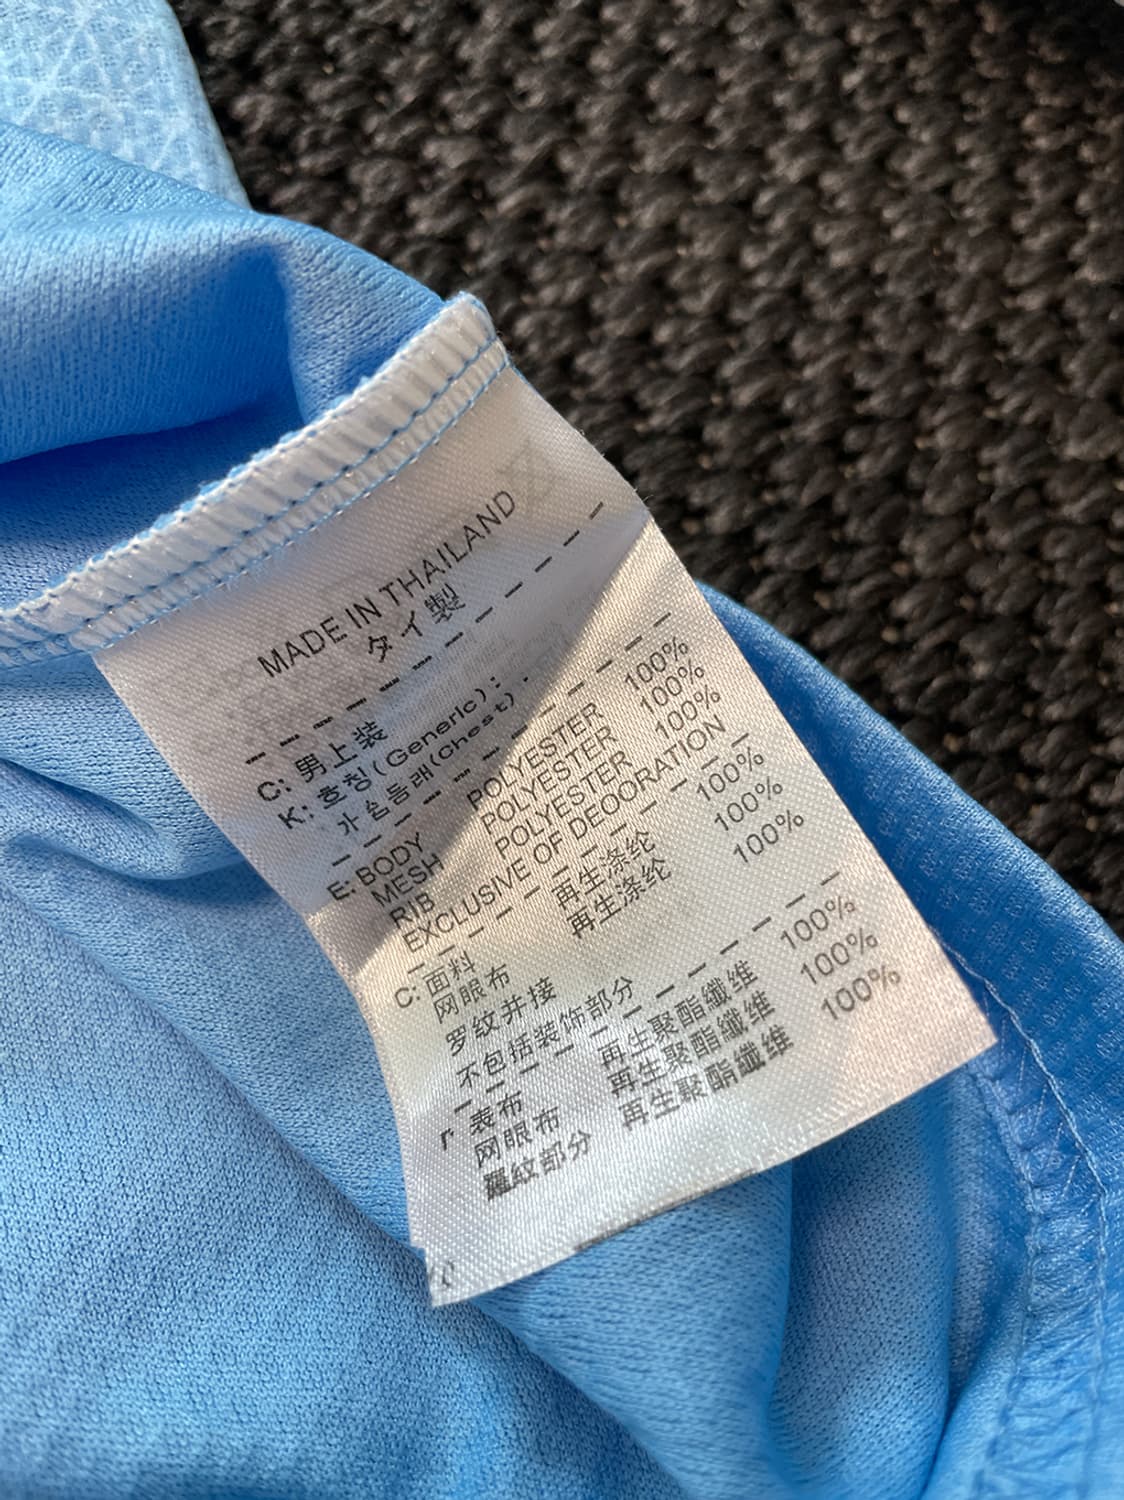 MADE IN THAILAND
タイ製
C: 男上装
K: 호칭(Generic):
가슴둘래(Chest)
E: BODY POLYESTER 100%
MESH POLYESTER 100%
RIB POLYESTER 100%
EXCLUSIVE OF DEOORATION
C: 面料 再生涤纶 100%
网眼布 再生涤纶 100%
罗纹并接 100%
不包括装饰部分
r 表布 再生聚酯纤维 100%
网眼布 再生聚酯纖维 100%
羅紋部分 再生聚酯纖维 100%